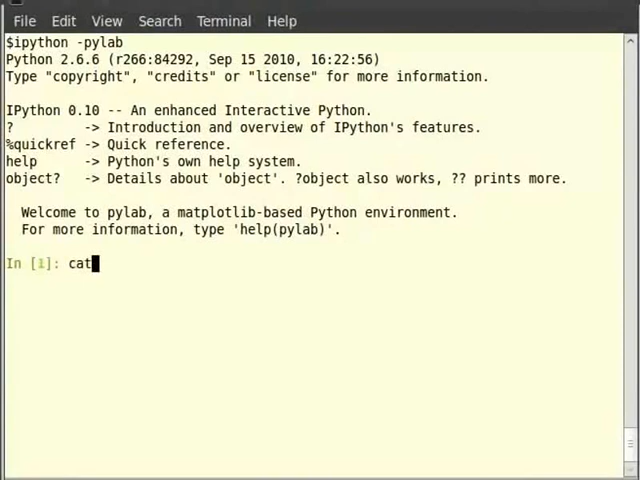 File Edit View Search Terminal Help
$ipython -pylab
Python 2.6.6 (r266:84292, Sep 15 2010, 16:22:56)
Type "copyright", "credits" or "license" for more information.
IPython 0.10 -- An enhanced Interactive Python.
? -> Introduction and overview of IPython's features.
%quickref -> Quick reference.
help -> Python's own help system.
object? -> Details about 'object'. ?object also works, ?? prints more.
Welcome to pylab, a matplotlib-based Python environment.
For more information, type 'help(pylab)'.
In [1]: cat